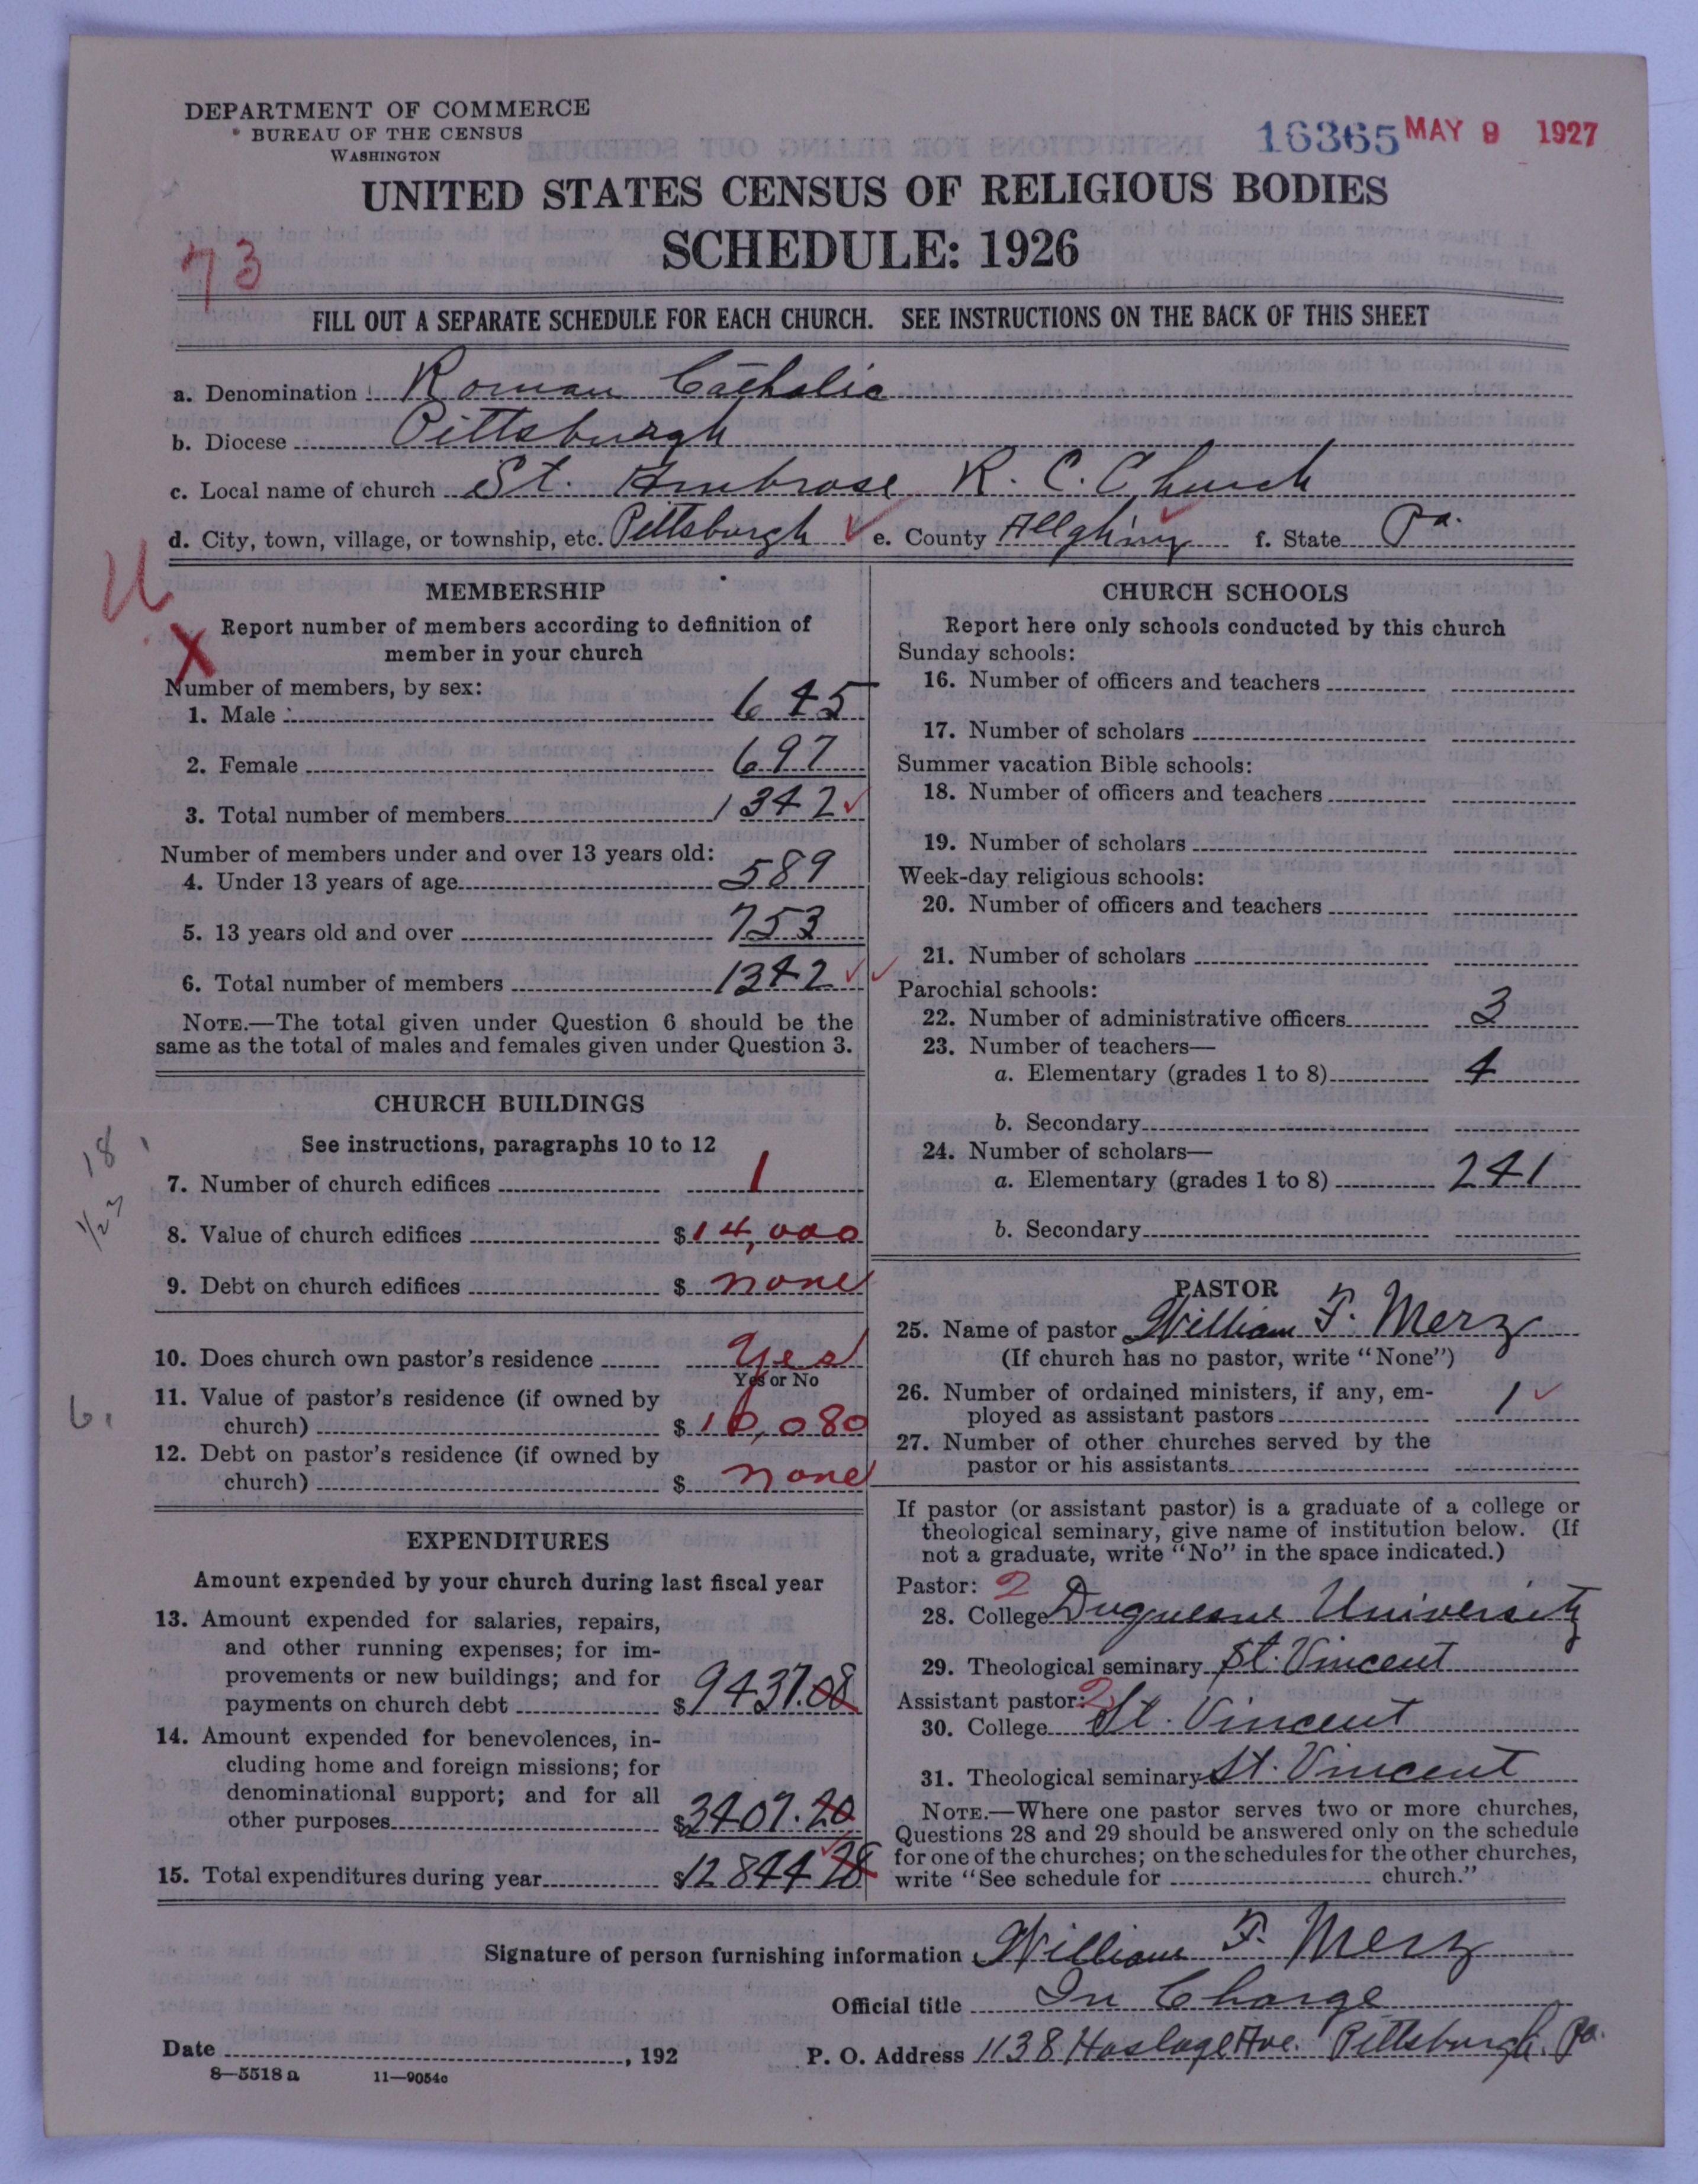 DEPARTMENT OF COMMERCE
BUREAU OF THE CENSUS
WASHINGTON
16365 MAY 9 1927
UNITED STATES CENSUS OF RELIGIOUS BODIES
SCHEDULE: 1926
73
FILL OUT A SEPARATE SCHEDULE FOR EACH CHURCH. SEE INSTRUCTIONS ON THE BACK OF THIS SHEET
a. Denomination Roman Catholic
b. Diocese Pittsburgh
c. Local name of church St. Ambrose R. C. Church
d. City, town, village, or township, etc. Pittsburgh ✓ e. County Alleghiny f. State Pa.
U
X
MEMBERSHIP
Report number of members according to definition of
member in your church
Number of members, by sex:
1. Male 645
2. Female 697
3. Total number of members 1342 ✓
Number of members under and over 13 years old:
4. Under 13 years of age 589
5. 13 years old and over 753
6. Total number of members 1342 ✓ ✓
NOTE.—The total given under Question 6 should be the
same as the total of males and females given under Question 3.
CHURCH BUILDINGS
See instructions, paragraphs 10 to 12
18
1/23
7. Number of church edifices 1
8. Value of church edifices $14,000
9. Debt on church edifices $ none
10. Does church own pastor's residence Yes
Yes or No
6.
11. Value of pastor's residence (if owned by
church) $10,080
12. Debt on pastor's residence (if owned by
church) $ none
EXPENDITURES
Amount expended by your church during last fiscal year
13. Amount expended for salaries, repairs,
and other running expenses; for im-
provements or new buildings; and for
payments on church debt $9437.08
14. Amount expended for benevolences, in-
cluding home and foreign missions; for
denominational support; and for all
other purposes $3407.20
15. Total expenditures during year $12844 28
CHURCH SCHOOLS
Report here only schools conducted by this church
Sunday schools:
16. Number of officers and teachers
17. Number of scholars
Summer vacation Bible schools:
18. Number of officers and teachers
19. Number of scholars
Week-day religious schools:
20. Number of officers and teachers
21. Number of scholars
Parochial schools:
22. Number of administrative officers 3
23. Number of teachers—
a. Elementary (grades 1 to 8) 4
b. Secondary
24. Number of scholars—
a. Elementary (grades 1 to 8) 241
b. Secondary
PASTOR
25. Name of pastor William F. Merz
(If church has no pastor, write "None")
26. Number of ordained ministers, if any, em-
ployed as assistant pastors 1 ✓
27. Number of other churches served by the
pastor or his assistants
If pastor (or assistant pastor) is a graduate of a college or
theological seminary, give name of institution below. (If
not a graduate, write "No" in the space indicated.)
Pastor: 2
28. College Duquesne University
29. Theological seminary St. Vincent
Assistant pastor: 2
30. College St. Vincent
31. Theological seminary St. Vincent
NOTE.—Where one pastor serves two or more churches,
Questions 28 and 29 should be answered only on the schedule
for one of the churches; on the schedules for the other churches,
write "See schedule for church."
Signature of person furnishing information William F. Merz
Official title In Charge
Date , 192 P. O. Address 1138 Haslage Ave. Pittsburgh, Pa.
8—5518a 11—9054c